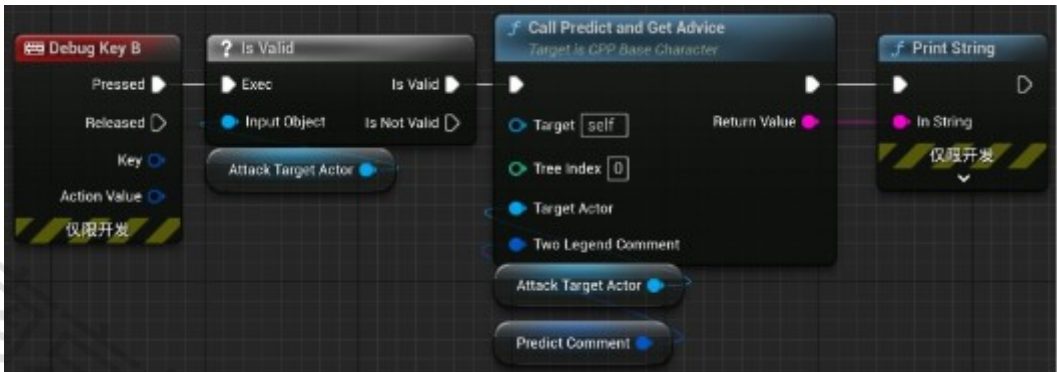 Debug Key B
Pressed
Released
Key
Action Value
仅限开发
? Is Valid
Exec
Is Valid
Input Object
Is Not Valid
Attack Target Actor
f Call Predict and Get Advice
Target is CPP Base Character
Target self
Return Value
Tree Index 0
Target Actor
Two Legend Comment
Attack Target Actor
Predict Comment
f Print String
In String
仅限开发